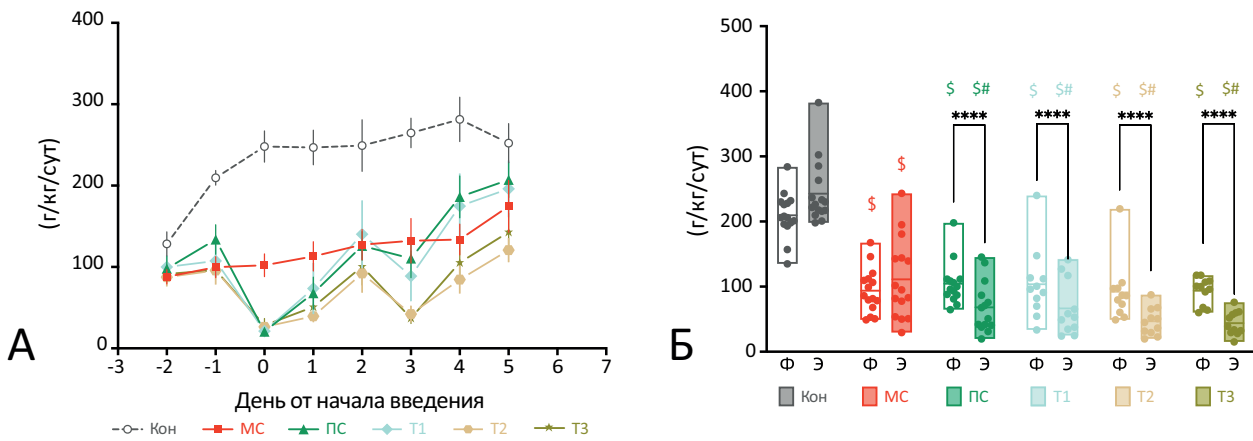 400
300
200
100
0
(г/кг/сут)
А
-3 -2 -1 0 1 2 3 4 5 6 7
День от начала введения
Кон МС ПС Т1 Т2 Т3
500
400
300
200
100
0
(г/кг/сут)
Б
$ $ $ $# $ $# $ $# $ $#
**** **** **** ****
Ф Э Ф Э Ф Э Ф Э Ф Э Ф Э
Кон МС ПС Т1 Т2 Т3